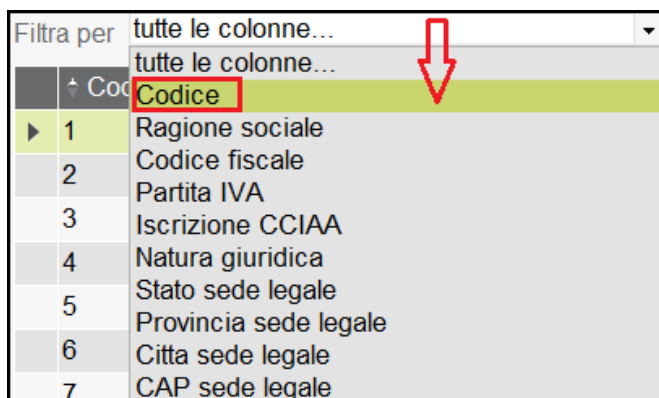 Filtra per tutte le colonne...
tutte le colonne...
Cod
Codice
1 Ragione sociale
Codice fiscale
2
Partita IVA
3 Iscrizione CCIAA
4 Natura giuridica
Stato sede legale
5
Provincia sede legale
6 Citta sede legale
7 CAP sede legale